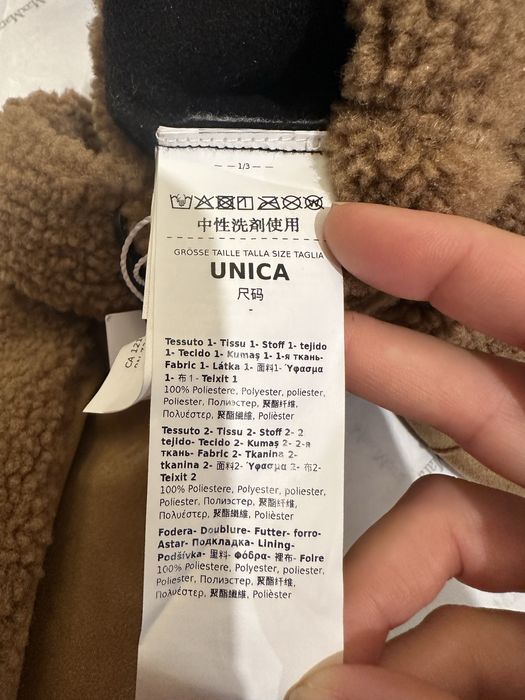 1/3
中性洗剤使用
GRÖSSE TAILLE TALLA SIZE TAGLIA
UNICA
尺码
-
Tessuto 1- Tissu 1- Stoff 1- tejido
1- Tecido 1- Kumaş 1- 1-я ткань-
Fabric 1- Látka 1- 面料1- Ύφασμα
1- 布1- Teixit 1
100% Poliestere, Polyester, poliester,
Poliester, Полиэстер, 聚酯纤维,
Πολυέστερ, 聚酯纖維, Polièster
Tessuto 2- Tissu 2- Stoff 2- 2
tejido- Tecido 2- Kumaş 2- 2-я
ткань- Fabric 2- Tkanina 2-
tkanina 2- 面料2- Ύφασμα 2- 布2-
Teixit 2
100% Poliestere, Polyester, poliester,
Poliester, Полиэстер, 聚酯纤维,
Πολυέστερ, 聚酯纖維, Polièster
Fodera- Doublure- Futter- forro-
Astar- Подкладка- Lining-
Podšívka- 里料- Φόδρα- 裡布- Folre
100% Poliestere, Polyester, poliester,
Poliester, Полиэстер, 聚酯纤维,
Πολυέστερ, 聚酯纖維, Polièster